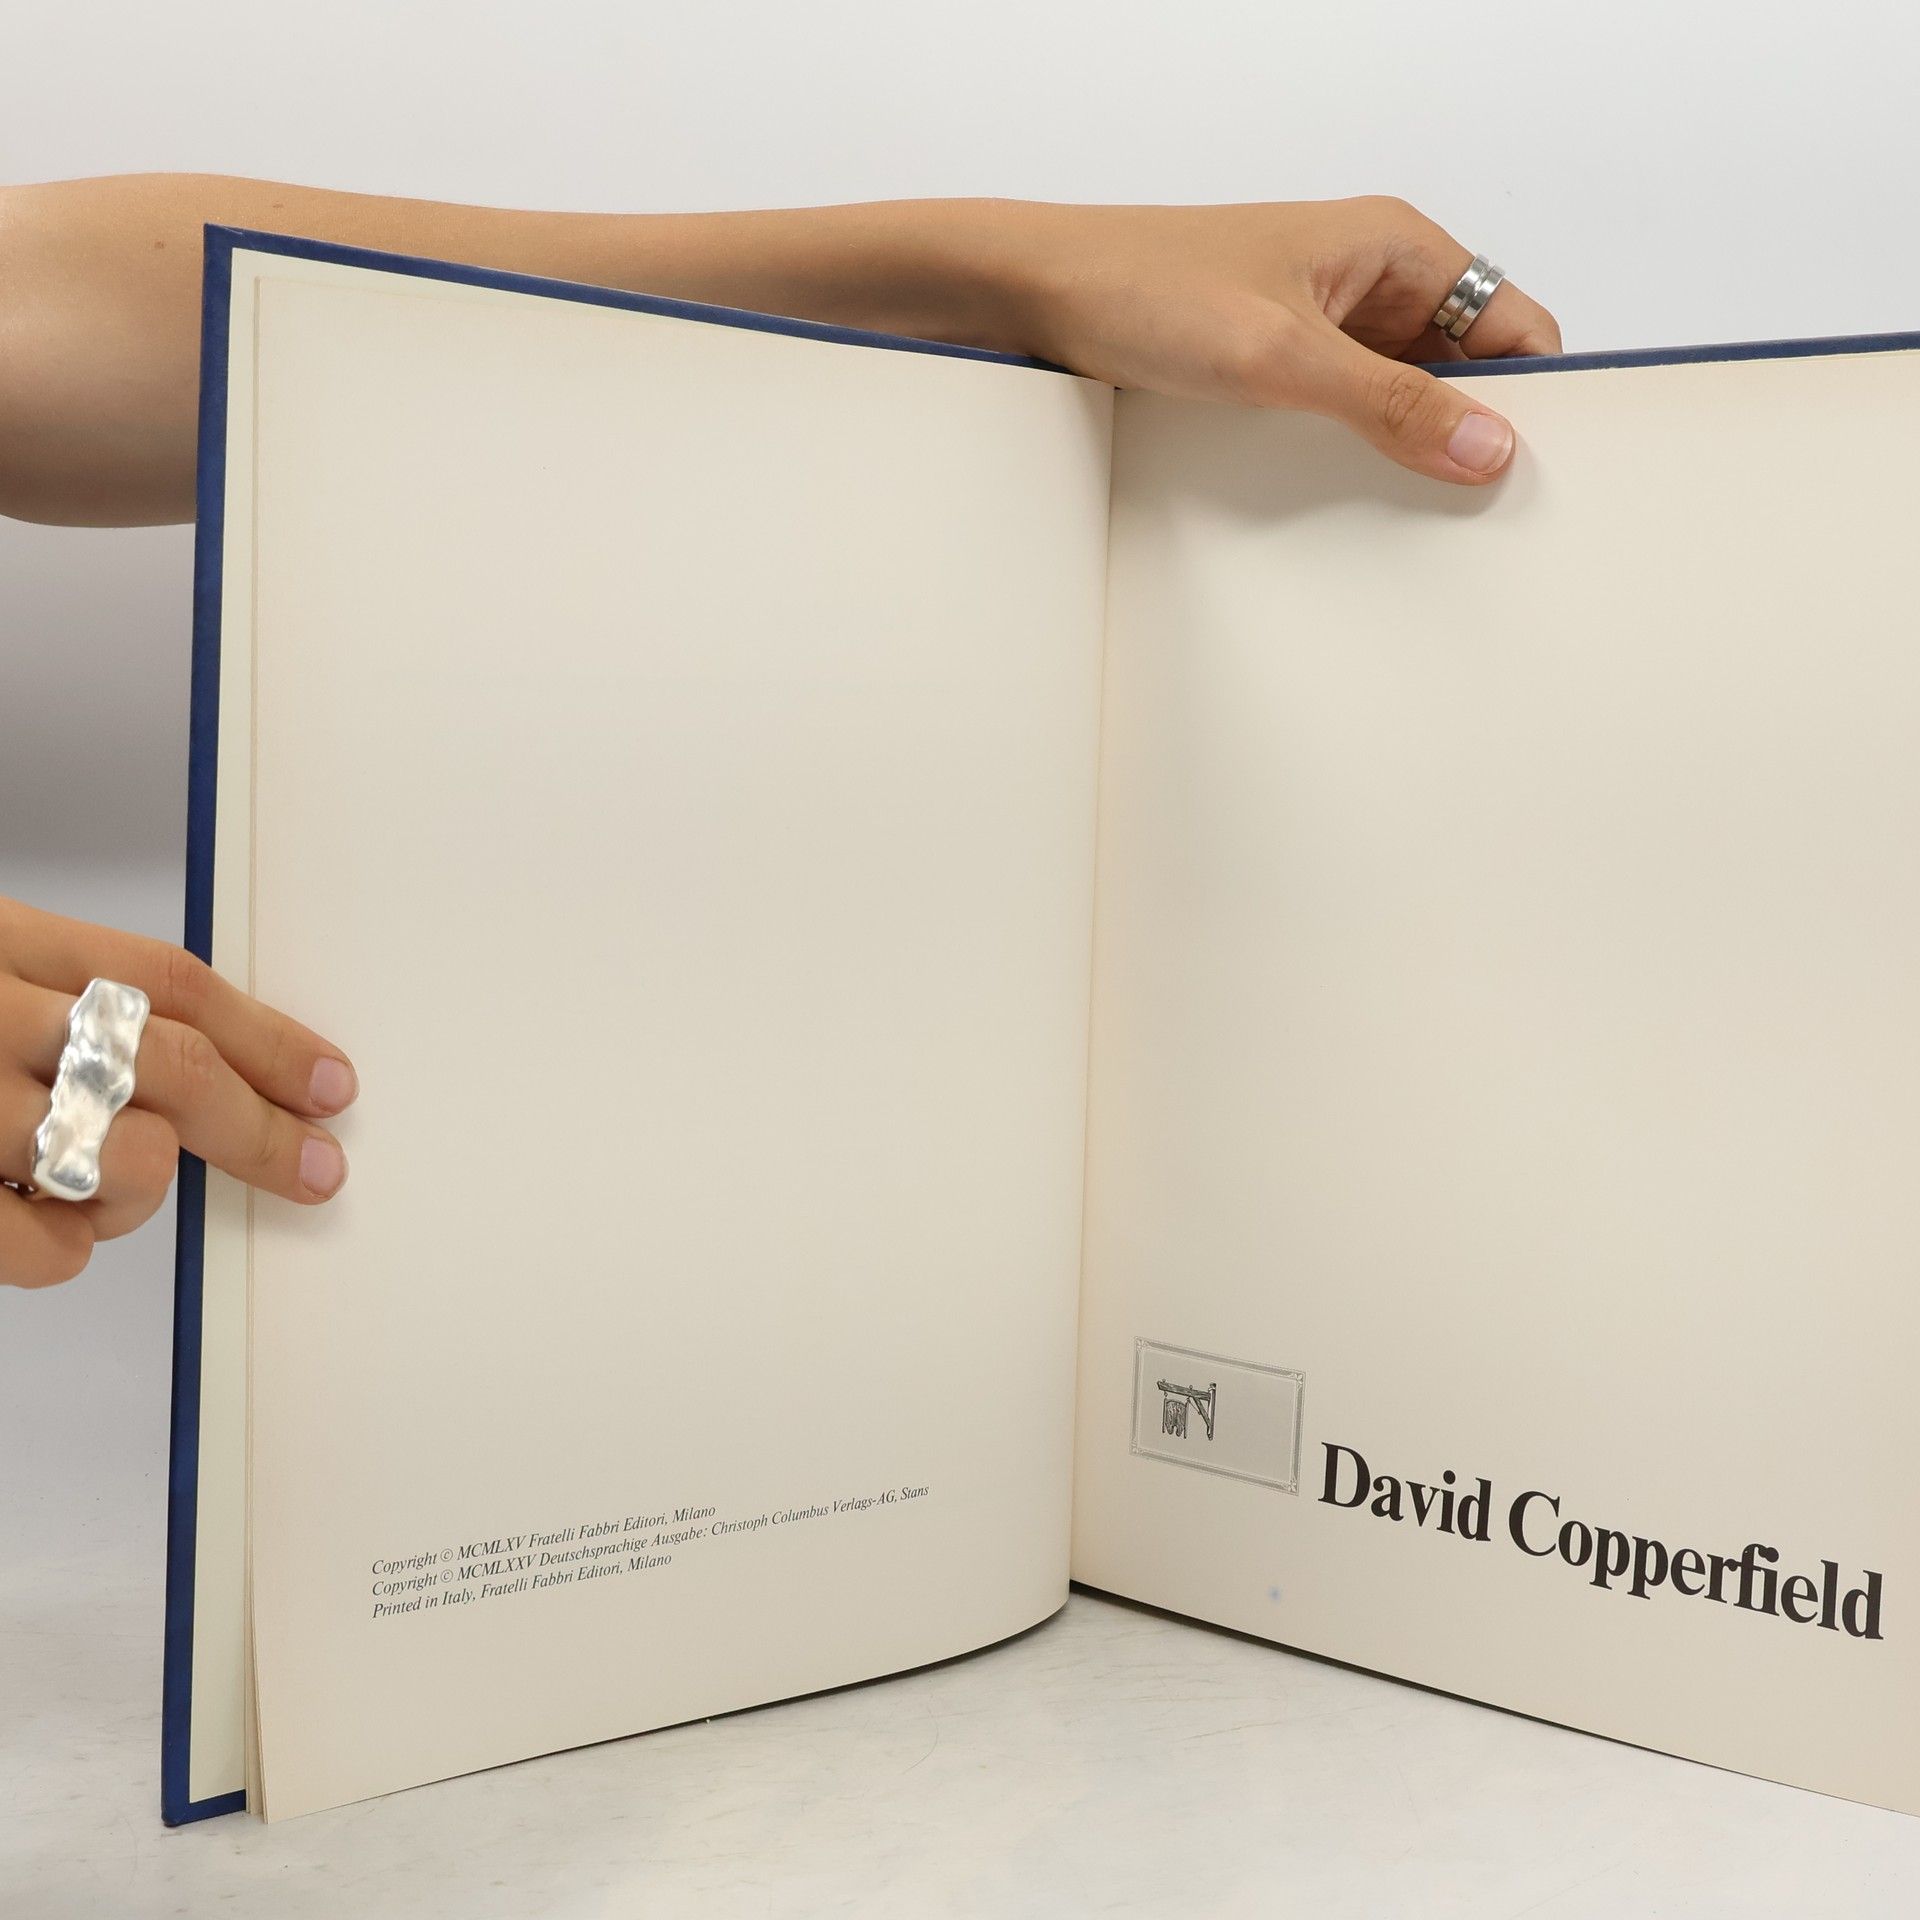 Copyright © MCMLXV Fratelli Fabbri Editori, Milano
Copyright © MCMLXXV Deutschsprachige Ausgabe: Christoph Columbus Verlags-AG, Stans
Printed in Italy, Fratelli Fabbri Editori, Milano
David Copperfield